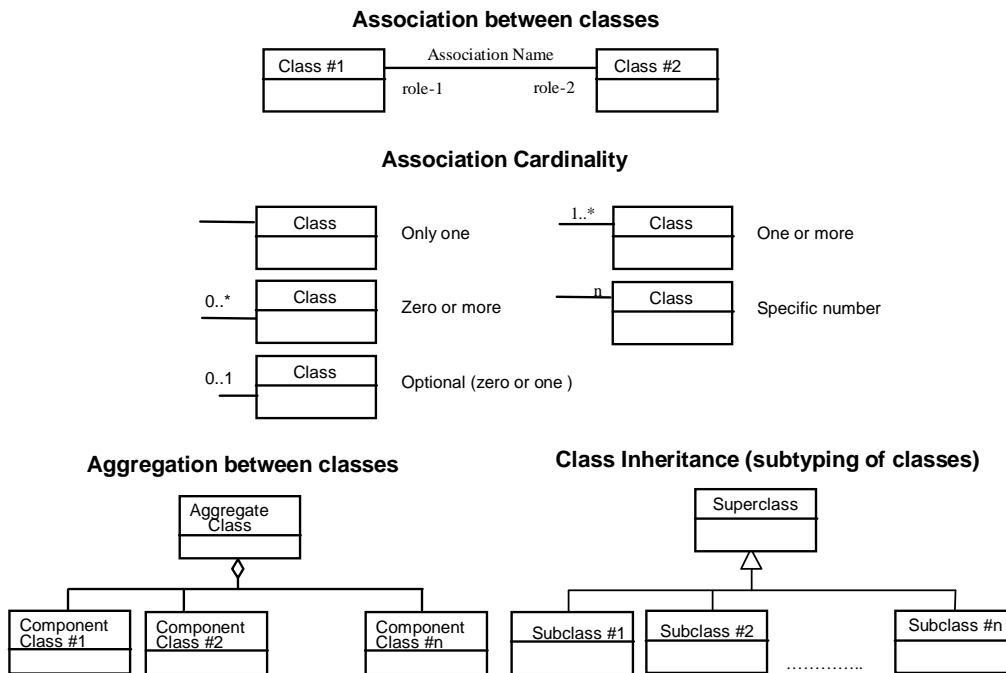 Association between classes
Association Name
Class #1
Class #2
role-1
role-2
Association Cardinality
Class
Only one
1..*
Class
One or more
0..*
Class
Zero or more
n
Class
Specific number
0..1
Class
Optional (zero or one )
Aggregation between classes
Class Inheritance (subtyping of classes)
Aggregate
Class
Superclass
Component
Class #1
Component
Class #2
Component
Class #n
Subclass #1
Subclass #2
…………..
Subclass #n